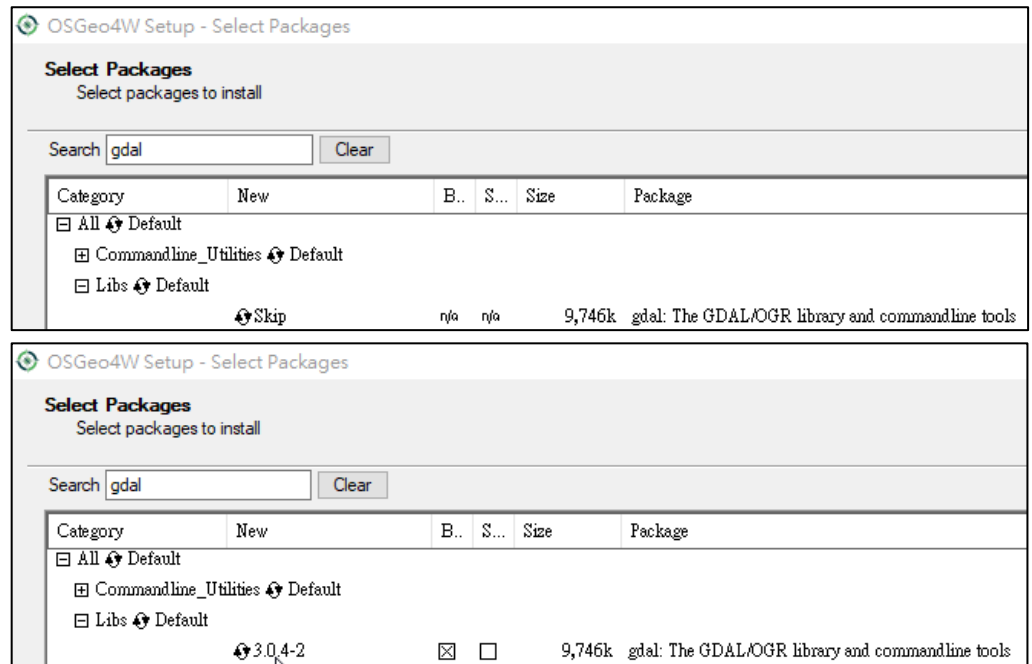 OSGeo4W Setup - Select Packages
Select Packages
Select packages to install
Search gdal Clear
Category New B.. S... Size Package
All Default
Commandline_Utilities Default
Libs Default
Skip n/a n/a 9,746k gdal: The GDAL/OGR library and commandline tools
OSGeo4W Setup - Select Packages
Select Packages
Select packages to install
Search gdal Clear
Category New B.. S... Size Package
All Default
Commandline_Utilities Default
Libs Default
3.0.4-2 9,746k gdal: The GDAL/OGR library and commandline tools